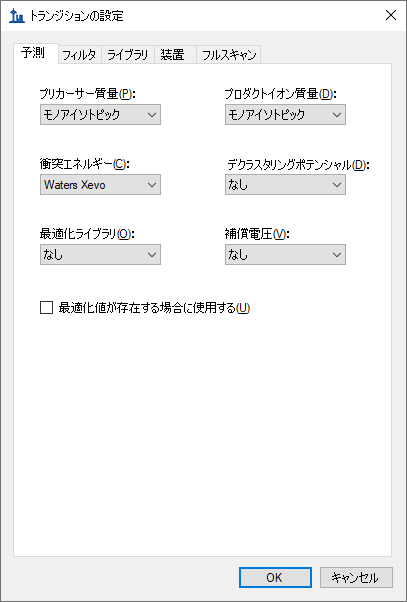 トランジションの設定
予測 フィルタ ライブラリ 装置 フルスキャン
プリカーサー質量(P): プロダクトイオン質量(D):
モノアイソトピック モノアイソトピック
衝突エネルギー(C): デクラスタリングポテンシャル(D):
Waters Xevo なし
最適化ライブラリ(O): 補償電圧(V):
なし なし
最適化値が存在する場合に使用する(U)
OK キャンセル